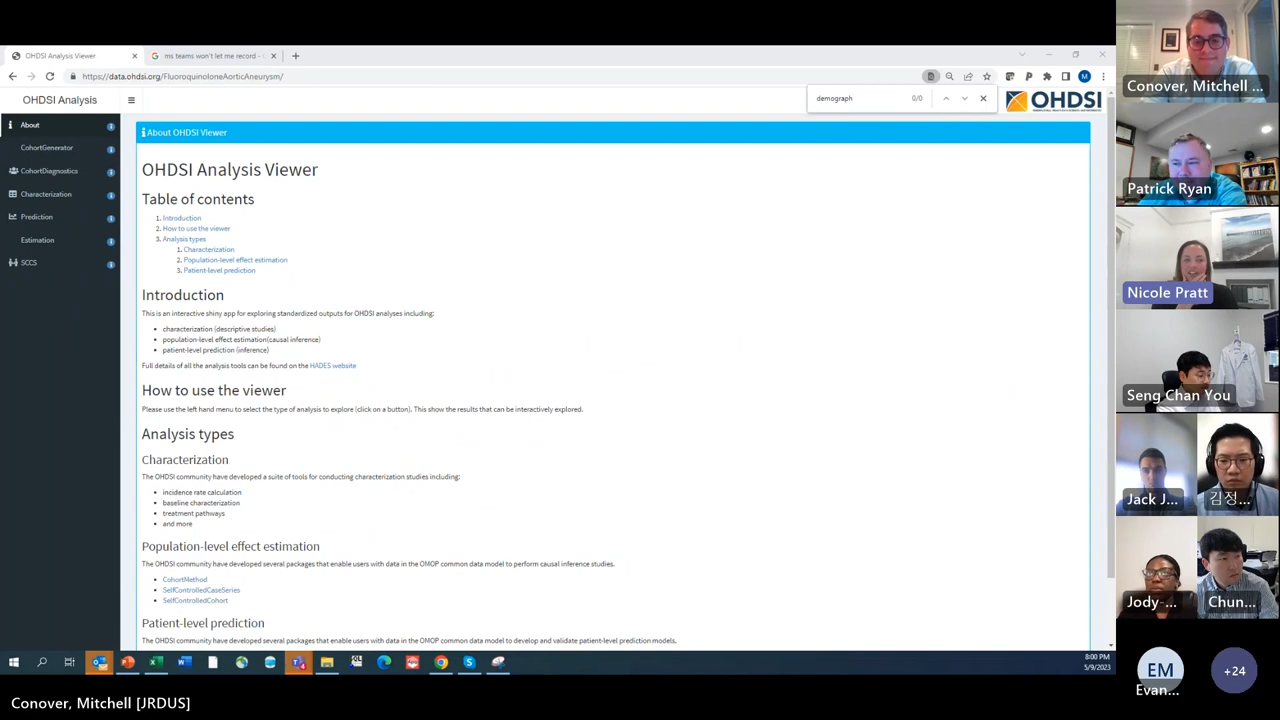 OHDSI Analysis Viewer
ms teams won't let me record -
https://data.ohdsi.org/FluoroquinoloneAorticAneurysm/
OHDSI Analysis
demograph 0/0
OHDSI
About
CohortGenerator
CohortDiagnostics
Characterization
Prediction
Estimation
SCCS
About OHDSI Viewer
OHDSI Analysis Viewer
Table of contents
1. Introduction
2. How to use the viewer
3. Analysis types
1. Characterization
2. Population-level effect estimation
3. Patient-level prediction
Introduction
This is an interactive shiny app for exploring standardized outputs for OHDSI analyses including:
characterization (descriptive studies)
population-level effect estimation(causal inference)
patient-level prediction (inference)
Full details of all the analysis tools can be found on the HADES website
How to use the viewer
Please use the left hand menu to select the type of analysis to explore (click on a button). This show the results that can be interactively explored.
Analysis types
Characterization
The OHDSI community have developed a suite of tools for conducting characterization studies including:
incidence rate calculation
baseline characterization
treatment pathways
and more
Population-level effect estimation
The OHDSI community have developed several packages that enable users with data in the OMOP common data model to perform causal inference studies.
CohortMethod
SelfControlledCaseSeries
SelfControlledCohort
Patient-level prediction
The OHDSI community have developed several packages that enable users with data in the OMOP common data model to develop and validate patient-level prediction models.
8:00 PM
5/9/2023
Conover, Mitchell [JRDUS]
Conover, Mitchell ...
Patrick Ryan
Nicole Pratt
Seng Chan You
Jack J...
김정...
Jody-...
Chun...
EM
Evan...
+24